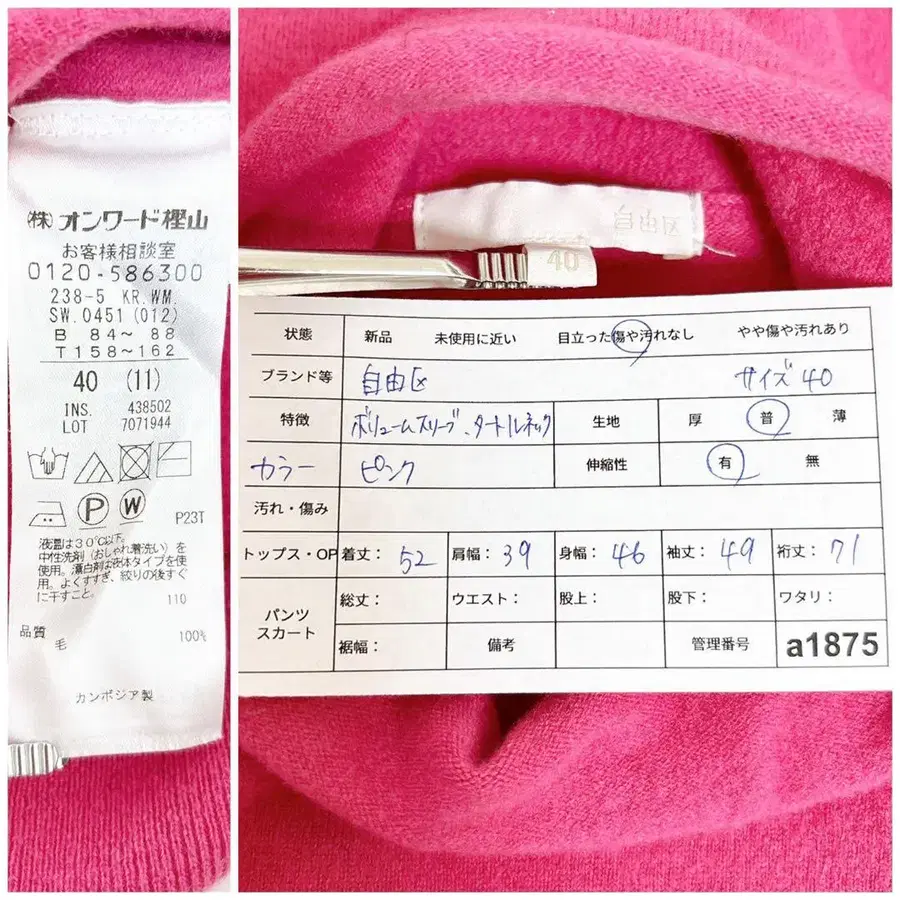 (株) オンワード樫山
お客様相談室
0120-586300
238-5 KR.WM.
SW.0451(012)
B 84~ 88
T158~162
40 (11)
INS. 438502
LOT 7071944
P W
P23T
液温は30℃以下、
中性洗剤(おしゃれ着洗い)を
使用。漂白剤は液体タイプを使
用。よくすすぎ、絞りの後すぐ
に干すこと。
110
品質
毛 100%
カンボジア製
自由区
40
状態 新品 未使用に近い 目立った傷や汚れなし やや傷や汚れあり
ブランド等 自由区 サイズ 40
特徴 ボリュームスリーブ、タートルネック 生地 厚 普 薄
カラー ピンク 伸縮性 有 無
汚れ・傷み
トップス・OP 着丈: 52 肩幅: 39 身幅: 46 袖丈: 49 裄丈: 71
パンツ スカート 総丈: ウエスト: 股上: 股下: ワタリ:
裾幅: 備考 管理番号 a1875